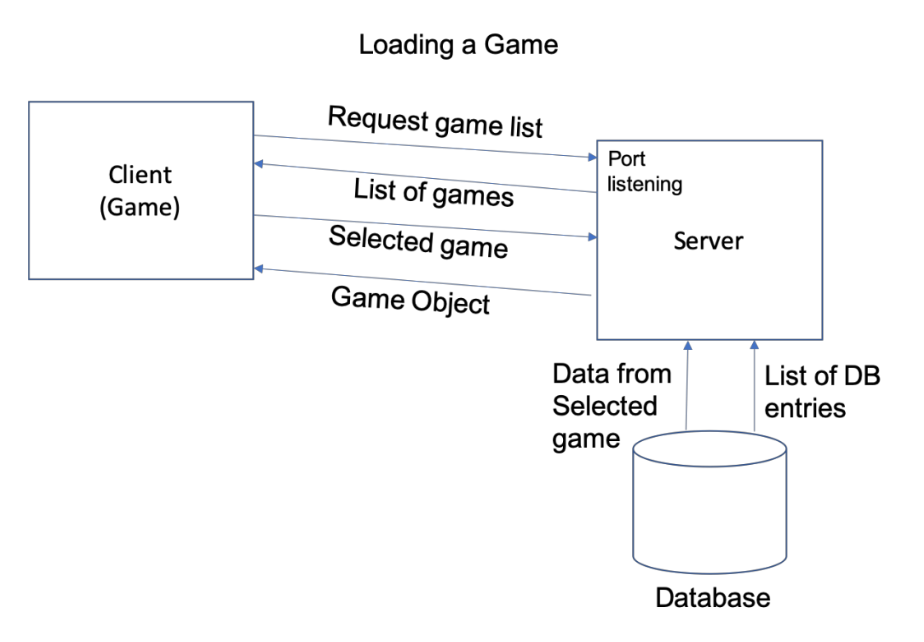 Loading a Game
Request game list
Client
(Game)
Port
listening
List of games
Selected game
Server
Game Object
Data from
Selected
game
List of DB
entries
Database